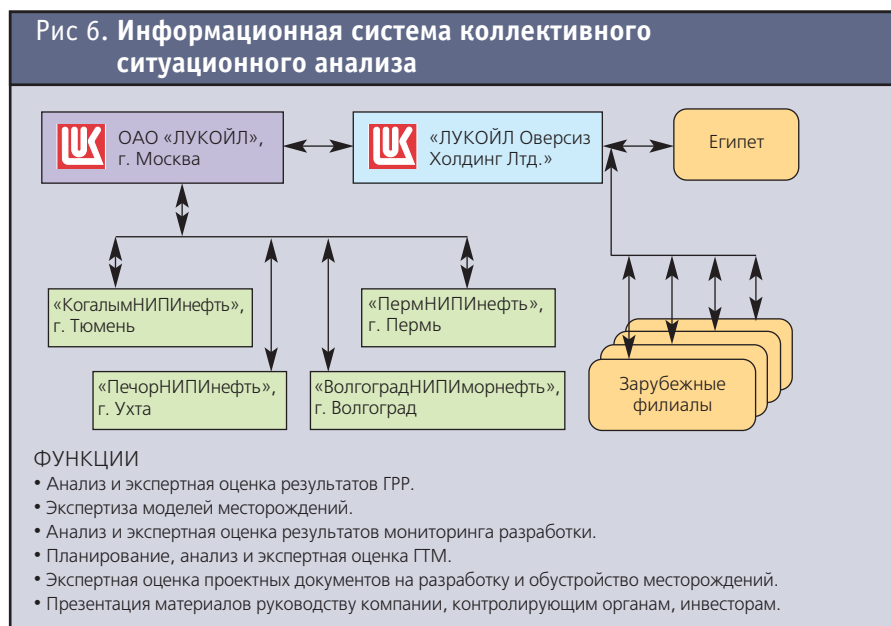 Рис 6. Информационная система коллективного
ситуационного анализа
LUK
ОАО «ЛУКОЙЛ»,
г. Москва
LUK
«ЛУКОЙЛ Оверсиз
Холдинг Лтд.»
Египет
«КогалымНИПИнефть»,
г. Тюмень
«ПермНИПИнефть»,
г. Пермь
«ПечорНИПИнефть»,
г. Ухта
«ВолгоградНИПИморнефть»,
г. Волгоград
Зарубежные
филиалы
ФУНКЦИИ
• Анализ и экспертная оценка результатов ГРР.
• Экспертиза моделей месторождений.
• Анализ и экспертная оценка результатов мониторинга разработки.
• Планирование, анализ и экспертная оценка ГТМ.
• Экспертная оценка проектных документов на разработку и обустройство месторождений.
• Презентация материалов руководству компании, контролирующим органам, инвесторам.